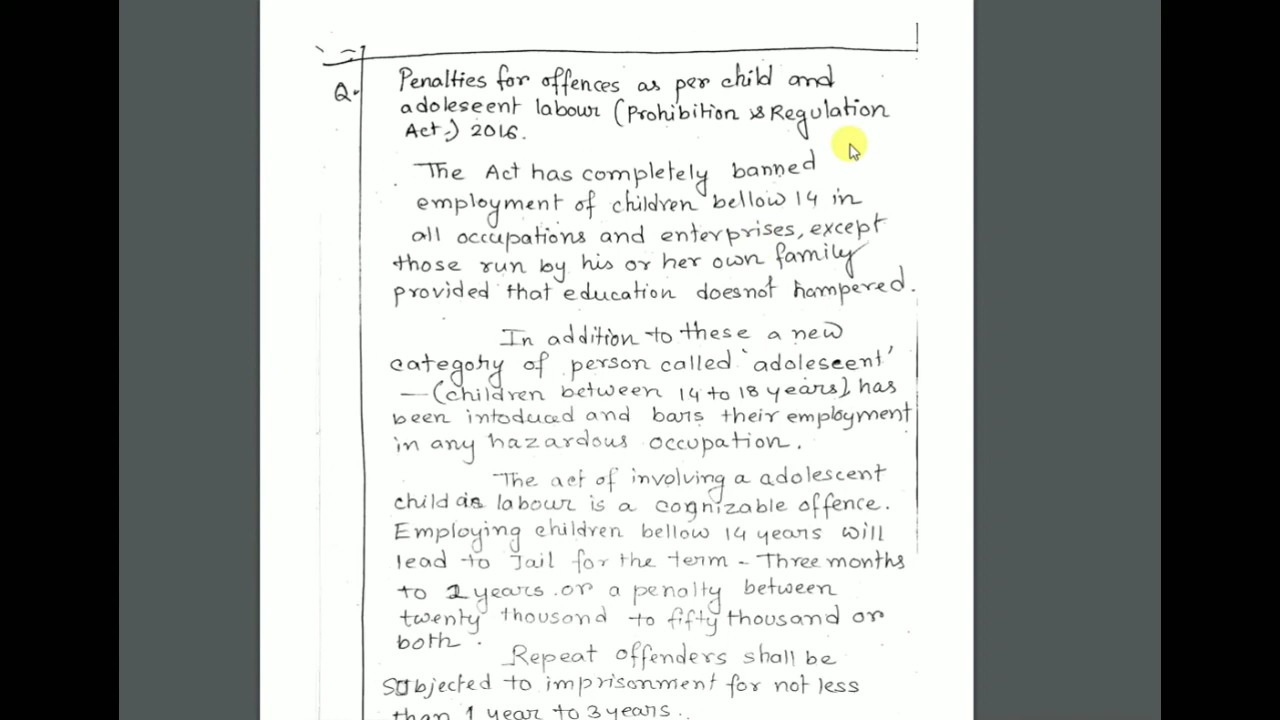 Q. Penalties for offences as per child and
adoleseent labour (Prohibition & Regulation
Act.) 2016.
The Act has completely banned
employment of children bellow 14 in
all occupations and enterprises, except
those run by his or her own family
provided that education doesnot hampered.
In addition to these a new
category of person called 'adoleseent'
— (children between 14 to 18 years), has
been intoduced and bars their employment
in any hazardous occupation.
The act of involving a adolescent
child as labour is a cognizable offence.
Employing children bellow 14 years will
lead to Jail for the term - Three months
to 2 years or a penalty between
twenty thousond to fifty thousand or
both.
Repeat offenders shall be
Subjected to imprisonment for not less
than 1 year to 3 years.